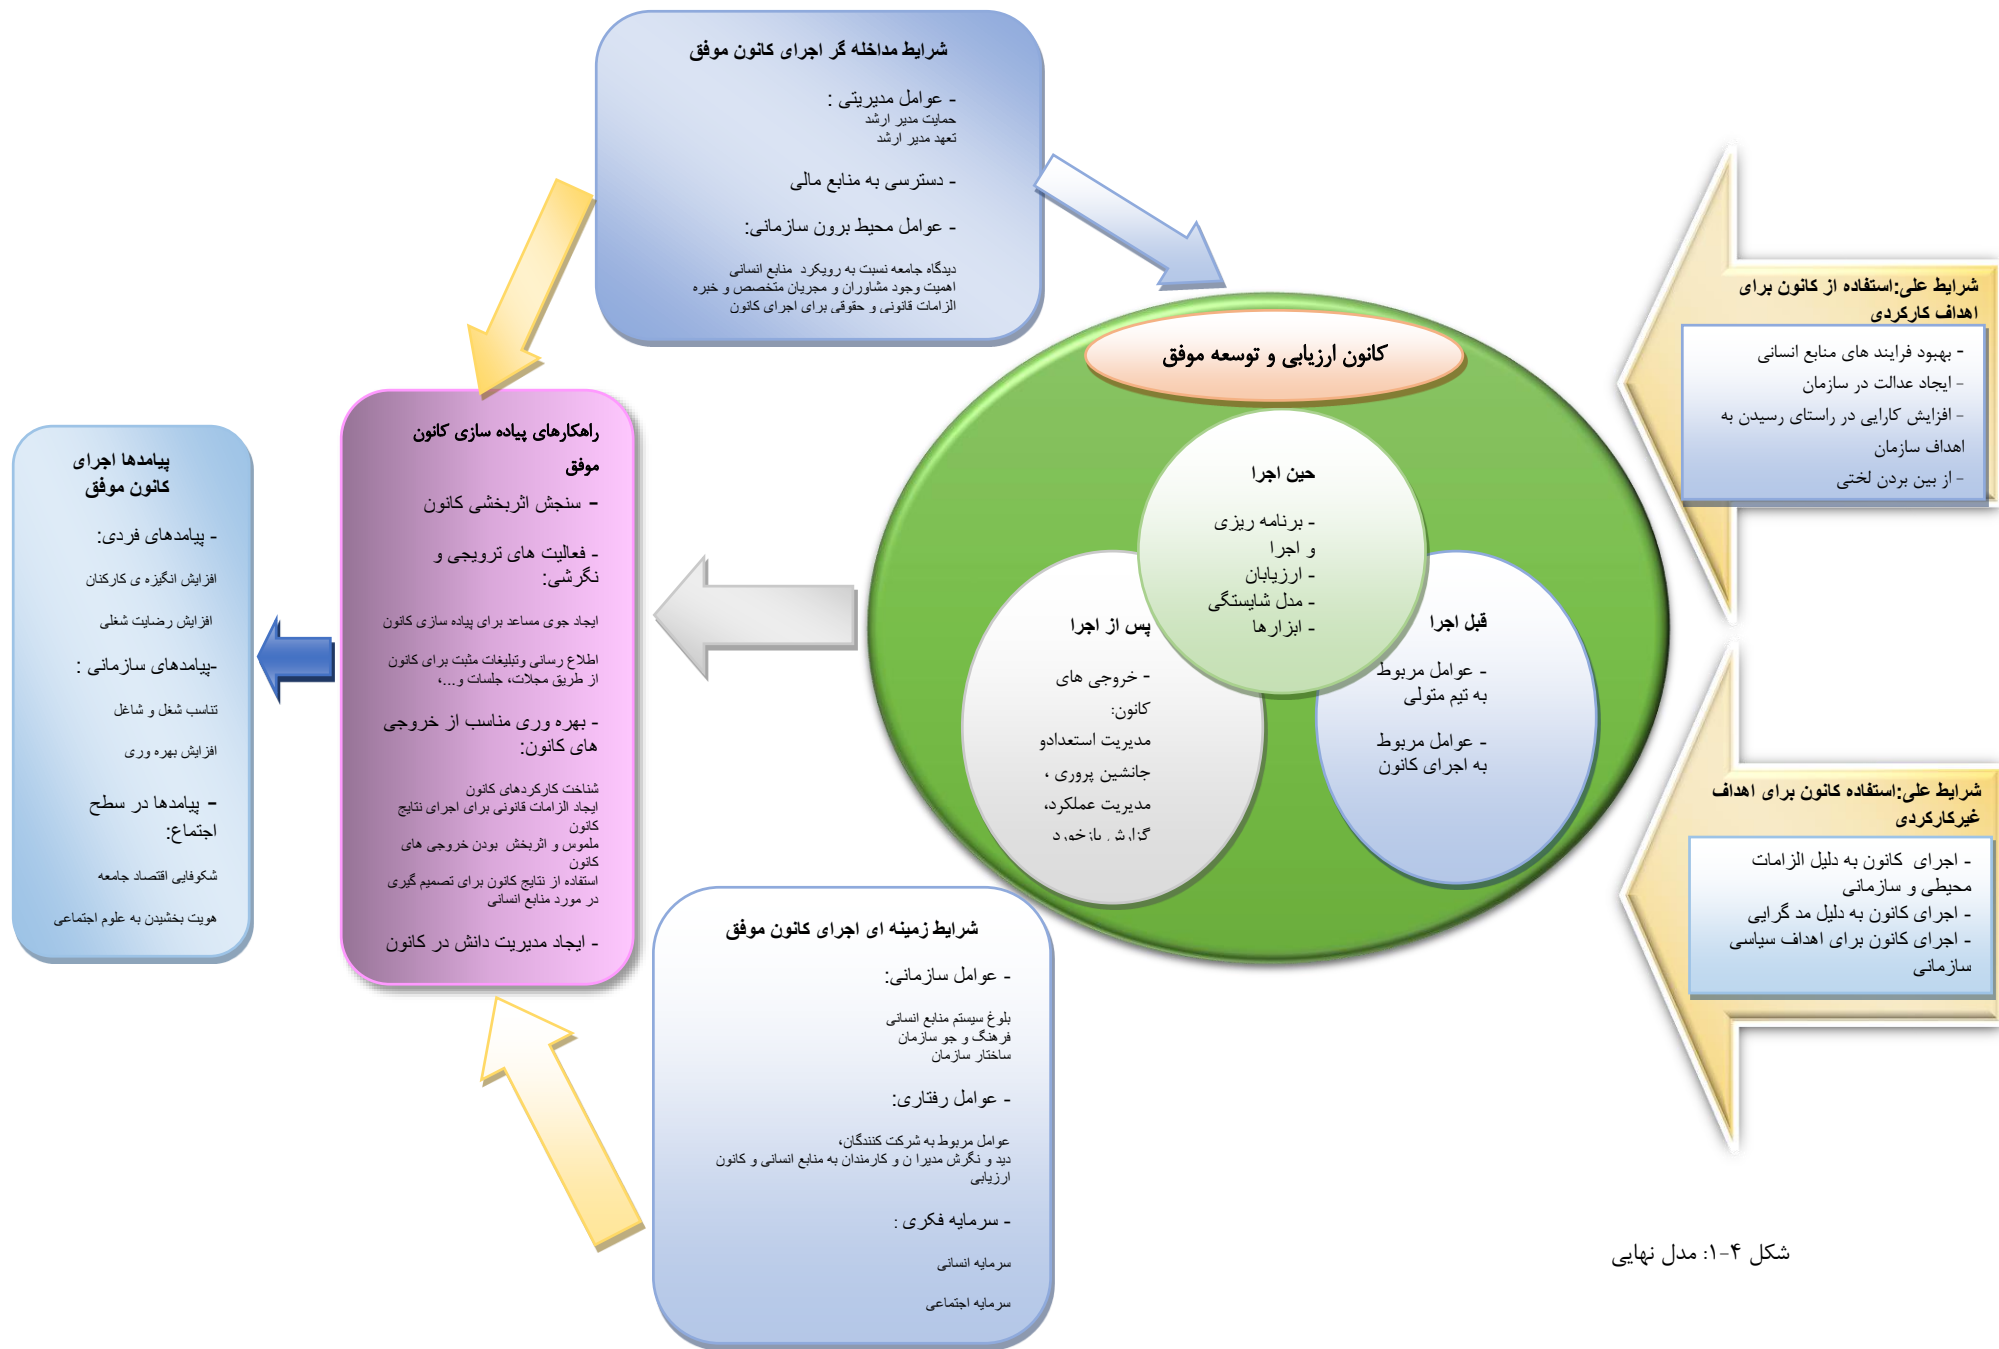 شرایط مداخله گر اجرای کانون موفق
- عوامل مدیریتی :
حمایت مدیر ارشد
تعهد مدیر ارشد
- دسترسی به منابع مالی
- عوامل محیط برون سازمانی:
دیدگاه جامعه نسبت به رویکرد منابع انسانی
اهمیت وجود مشاوران و مجریان متخصص و خبره
الزامات قانونی و حقوقی برای اجرای کانون
شرایط علی:استفاده از کانون برای
اهداف کارکردی
- بهبود فرایند های منابع انسانی
- ایجاد عدالت در سازمان
- افزایش کارایی در راستای رسیدن به
اهداف سازمان
- از بین بردن لختی
شرایط علی:استفاده کانون برای اهداف
غیرکارکردی
- اجرای کانون به دلیل الزامات
محیطی و سازمانی
- اجرای کانون به دلیل مد گرایی
- اجرای کانون برای اهداف سیاسی
سازمانی
کانون ارزیابی و توسعه موفق
حین اجرا
- برنامه ریزی
و اجرا
- ارزیابان
- مدل شایستگی
- ابزارها
قبل اجرا
- عوامل مربوط
به تیم متولی
- عوامل مربوط
به اجرای کانون
پس از اجرا
- خروجی های
کانون:
مدیریت استعدادو
جانشین پروری ،
مدیریت عملکرد،
گزارش بازخورد
راهکارهای پیاده سازی کانون
موفق
- سنجش اثربخشی کانون
- فعالیت های ترویجی و
نگرشی:
ایجاد جوی مساعد برای پیاده سازی کانون
اطلاع رسانی وتبلیغات مثبت برای کانون
از طریق مجلات، جلسات و...،
- بهره وری مناسب از خروجی
های کانون:
شناخت کارکردهای کانون
ایجاد الزامات قانونی برای اجرای نتایج
کانون
ملموس و اثربخش بودن خروجی های
کانون
استفاده از نتایج کانون برای تصمیم گیری
در مورد منابع انسانی
- ایجاد مدیریت دانش در کانون
پیامدها اجرای
کانون موفق
- پیامدهای فردی:
افزایش انگیزه ی کارکنان
افزایش رضایت شغلی
-پیامدهای سازمانی :
تناسب شغل و شاغل
افزایش بهره وری
- پیامدها در سطح
اجتماع:
شکوفایی اقتصاد جامعه
هویت بخشیدن به علوم اجتماعی
شرایط زمینه ای اجرای کانون موفق
- عوامل سازمانی:
بلوغ سیستم منابع انسانی
فرهنگ و جو سازمان
ساختار سازمان
- عوامل رفتاری:
عوامل مربوط به شرکت کنندگان،
دید و نگرش مدیرا ن و کارمندان به منابع انسانی و کانون
ارزیابی
- سرمایه فکری :
سرمایه انسانی
سرمایه اجتماعی
شکل ۴-۱: مدل نهایی